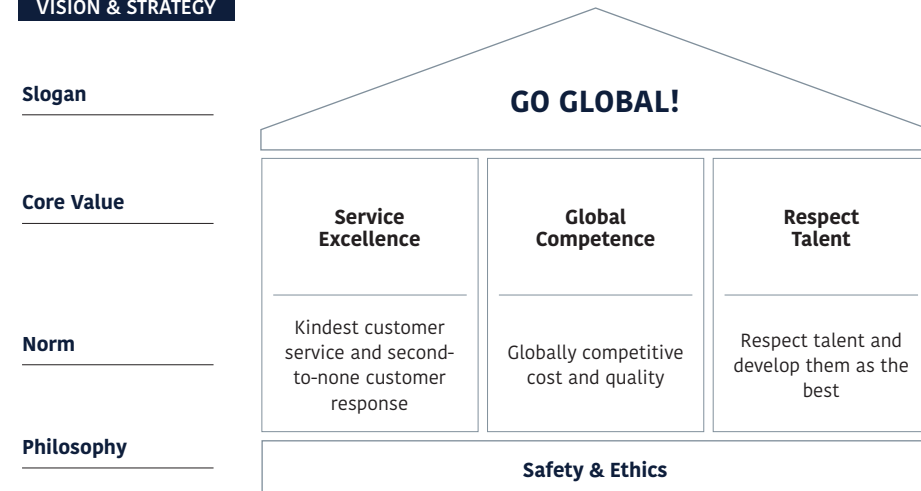 VISION & STRATEGY
Slogan
GO GLOBAL!
Core Value
Service
Excellence
Global
Competence
Respect
Talent
Norm
Kindest customer
service and second-
to-none customer
response
Globally competitive
cost and quality
Respect talent and
develop them as the
best
Philosophy
Safety & Ethics